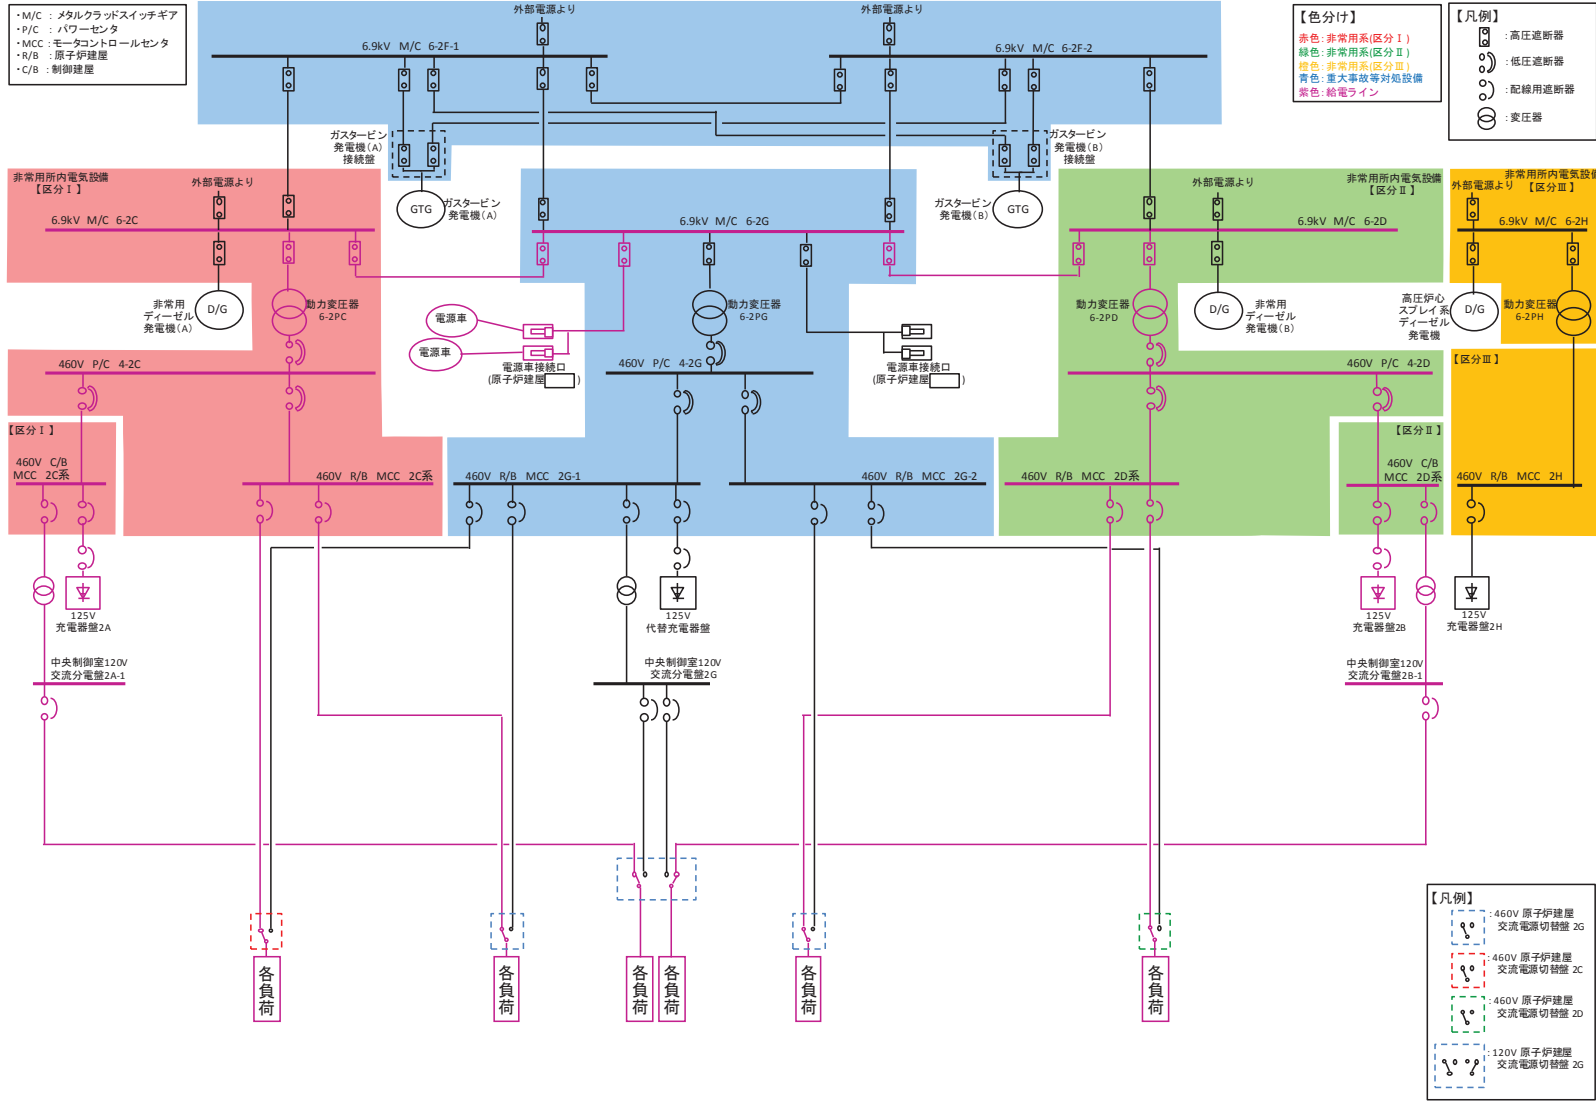 ・M/C ：メタルクラッドスイッチギア
・P/C ：パワーセンタ
・MCC：モータコントロールセンタ
・R/B ：原子炉建屋
・C/B ：制御建屋
外部電源より
外部電源より
6.9kV M/C 6-2F-1
6.9kV M/C 6-2F-2
【色分け】
赤色：非常用系(区分Ⅰ)
緑色：非常用系(区分Ⅱ)
橙色：非常用系(区分Ⅲ)
青色：重大事故等対処設備
紫色：給電ライン
【凡例】
：高圧遮断器
：低圧遮断器
：配線用遮断器
：変圧器
ガスタービン
発電機(A)
接続盤
ガスタービン
発電機(B)
接続盤
GTG
ガスタービン
発電機(A)
ガスタービン
発電機(B)
GTG
非常用所内電気設備
【区分Ⅰ】
外部電源より
6.9kV M/C 6-2C
6.9kV M/C 6-2G
外部電源より
非常用所内電気設備
【区分Ⅱ】
6.9kV M/C 6-2D
非常用所内電気設備
外部電源より
【区分Ⅲ】
6.9kV M/C 6-2H
非常用
ディーゼル
発電機(A)
D/G
動力変圧器
6-2PC
電源車
電源車
電源車接続口
(原子炉建屋 )
動力変圧器
6-2PG
電源車接続口
(原子炉建屋 )
動力変圧器
6-2PD
D/G
非常用
ディーゼル
発電機(B)
高圧炉心
スプレイ系
ディーゼル
発電機
D/G
動力変圧器
6-2PH
460V P/C 4-2C
460V P/C 4-2G
460V P/C 4-2D
【区分Ⅲ】
【区分Ⅰ】
460V C/B
MCC 2C系
460V R/B MCC 2C系
460V R/B MCC 2G-1
460V R/B MCC 2G-2
460V R/B MCC 2D系
【区分Ⅱ】
460V C/B
MCC 2D系
460V R/B MCC 2H
125V
充電器盤2A
125V
代替充電器盤
125V
充電器盤2B
125V
充電器盤2H
中央制御室120V
交流分電盤2A-1
中央制御室120V
交流分電盤2G
中央制御室120V
交流分電盤2B-1
各負荷
各負荷
各負荷
各負荷
各負荷
各負荷
【凡例】
：460V 原子炉建屋
交流電源切替盤 2G
：460V 原子炉建屋
交流電源切替盤 2C
：460V 原子炉建屋
交流電源切替盤 2D
：120V 原子炉建屋
交流電源切替盤 2G